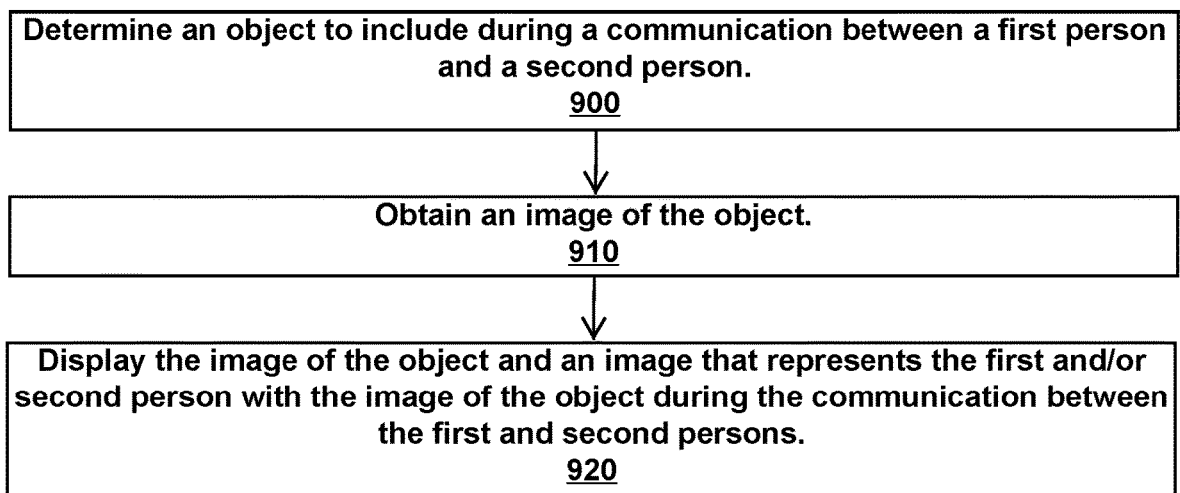 Determine an object to include during a communication between a first person
and a second person.
900
Obtain an image of the object.
910
Display the image of the object and an image that represents the first and/or
second person with the image of the object during the communication between
the first and second persons.
920